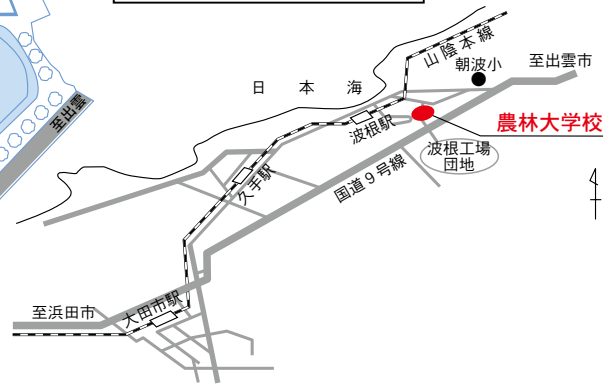 至出雲
山陰本線
至出雲市
朝波小
日本海
農林大学校
波根駅
波根工場
団地
久手駅
国道9号線
至浜田市
大田市駅